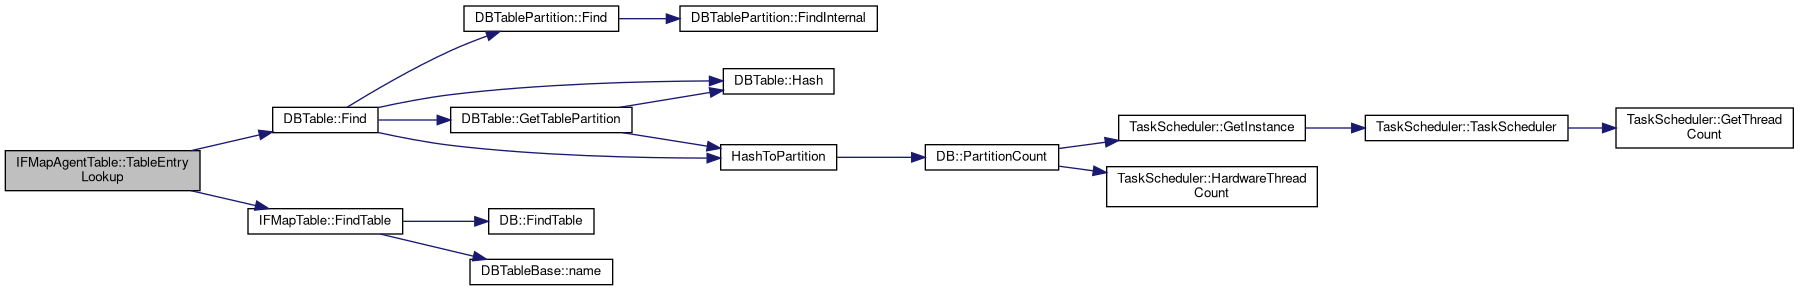 DBTablePartition::Find
DBTablePartition::FindInternal
DBTable::Hash
DBTable::Find
DBTable::GetTablePartition
TaskScheduler::GetInstance
TaskScheduler::TaskScheduler
TaskScheduler::GetThread
Count
IFMapAgentTable::TableEntry
Lookup
HashToPartition
DB::PartitionCount
TaskScheduler::HardwareThread
Count
IFMapTable::FindTable
DB::FindTable
DBTableBase::name